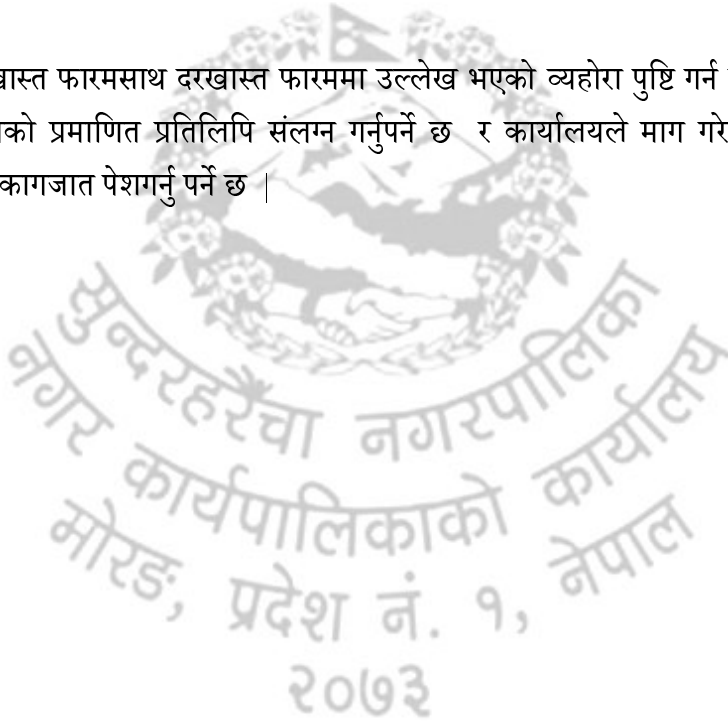 फारमसाथ दरखास्त फारममा उल्लेख भएको व्यहोरा पुष्टि गर्न
प्रमाणित प्रतिलिपि संलग्न गर्नुपर्ने छ र कार्यालयले माग गरे
कागजात पेशगर्नु पर्ने छ |
सुन्दरहरैंचा नगरपालिका
नगर कार्यपालिकाको कार्यालय
मोरङ, प्रदेश नं. १, नेपाल
२०७३